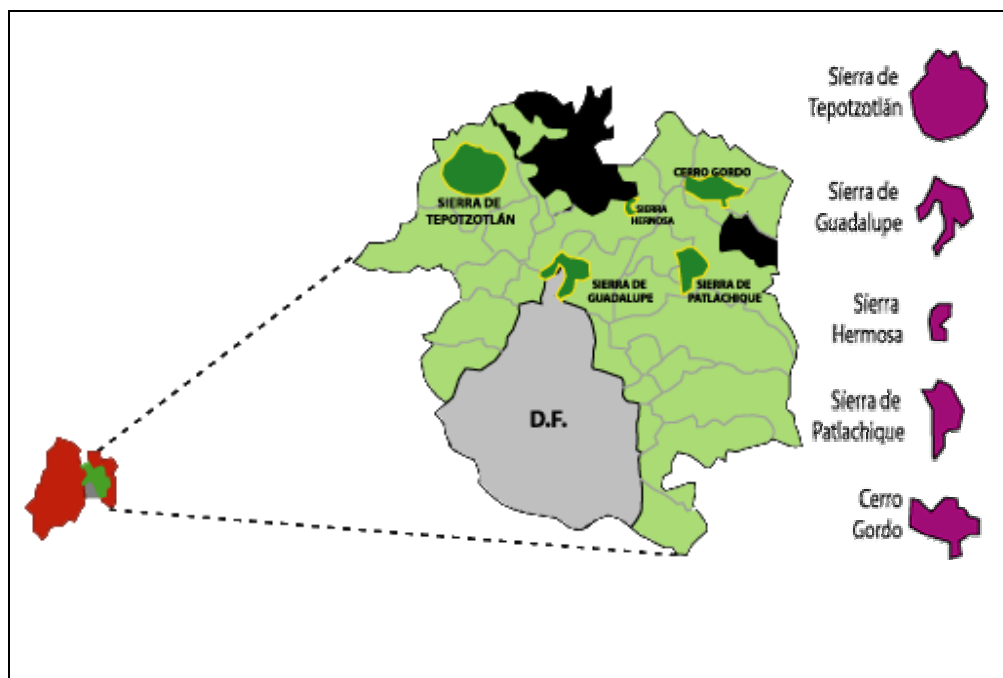 CERRO GORDO
SIERRA DE
TEPOTZOTLÁN
SIERRA
HERMOSA
SIERRA DE
GUADALUPE
SIERRA DE
PATLACHIQUE
D.F.
Sierra de
Tepotzotlán
Sierra de
Guadalupe
Sierra
Hermosa
Sierra de
Patlachique
Cerro
Gordo